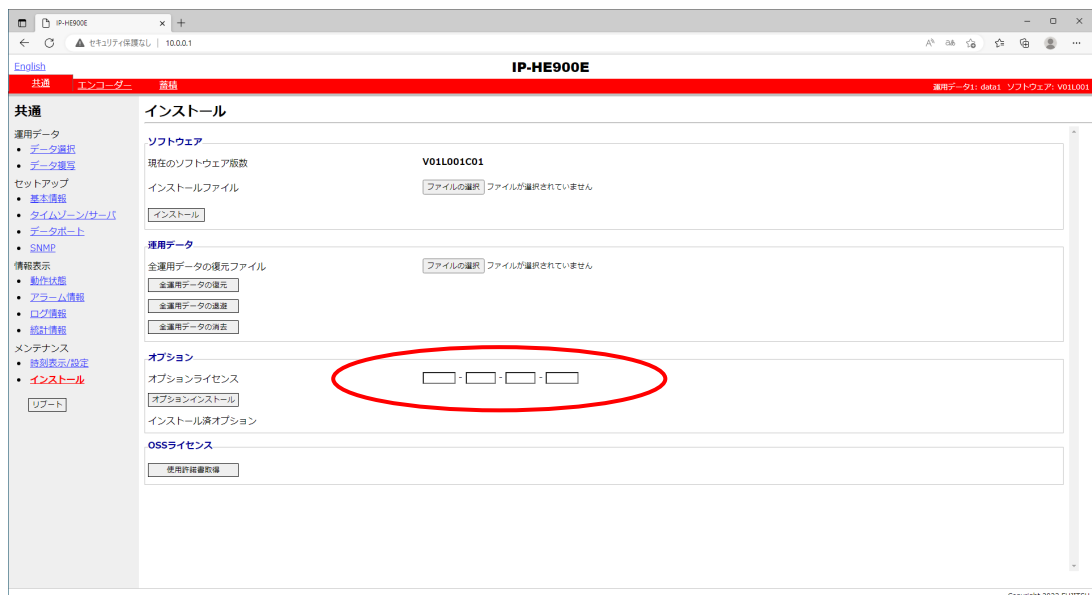 IP-HE900E
セキュリティ保護なし | 10.0.0.1
English
IP-HE900E
共通 エンコーダー 蓄積 運用データ1: data1 ソフトウェア: V01L001
共通
運用データ
データ選択
データ複写
セットアップ
基本情報
タイムゾーン/サーバ
データポート
SNMP
情報表示
動作状態
アラーム情報
ログ情報
統計情報
メンテナンス
時刻表示/設定
インストール
リブート
インストール
ソフトウェア
現在のソフトウェア版数 V01L001C01
インストールファイル ファイルの選択 ファイルが選択されていません
インストール
運用データ
全運用データの復元ファイル ファイルの選択 ファイルが選択されていません
全運用データの復元
全運用データの退避
全運用データの消去
オプション
オプションライセンス - - -
オプションインストール
インストール済オプション
OSSライセンス
使用許諾書取得